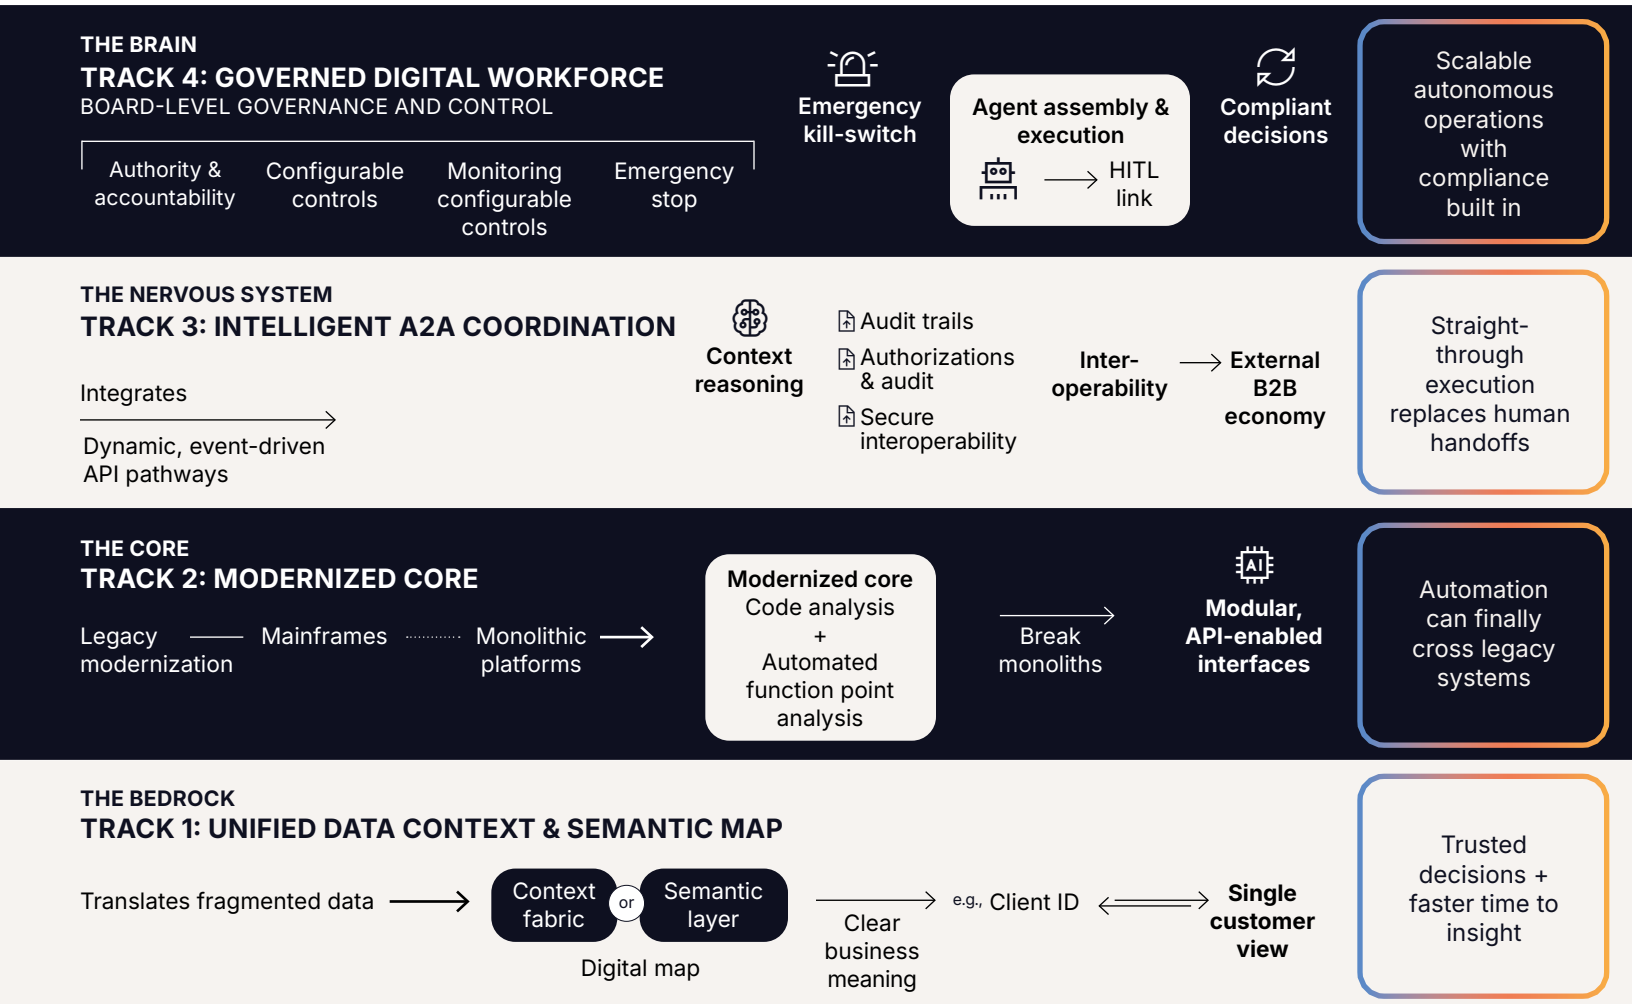 THE BRAIN
TRACK 4: GOVERNED DIGITAL WORKFORCE
BOARD-LEVEL GOVERNANCE AND CONTROL
Authority &
accountability
Configurable
controls
Monitoring
configurable
controls
Emergency
stop
Emergency
kill-switch
Agent assembly &
execution
HITL
link
Compliant
decisions
Scalable
autonomous
operations
with
compliance
built in
THE NERVOUS SYSTEM
TRACK 3: INTELLIGENT A2A COORDINATION
Integrates
Dynamic, event-driven
API pathways
Context
reasoning
Audit trails
Authorizations
& audit
Secure
interoperability
Inter-
operability
External
B2B
economy
Straight-
through
execution
replaces human
handoffs
THE CORE
TRACK 2: MODERNIZED CORE
Legacy
modernization
Mainframes
Monolithic
platforms
Modernized core
Code analysis
+
Automated
function point
analysis
Break
monoliths
AI
Modular,
API-enabled
interfaces
Automation
can finally
cross legacy
systems
THE BEDROCK
TRACK 1: UNIFIED DATA CONTEXT & SEMANTIC MAP
Translates fragmented data
Context
fabric
or
Semantic
layer
Digital map
Clear
business
meaning
e.g., Client ID
Single
customer
view
Trusted
decisions +
faster time to
insight